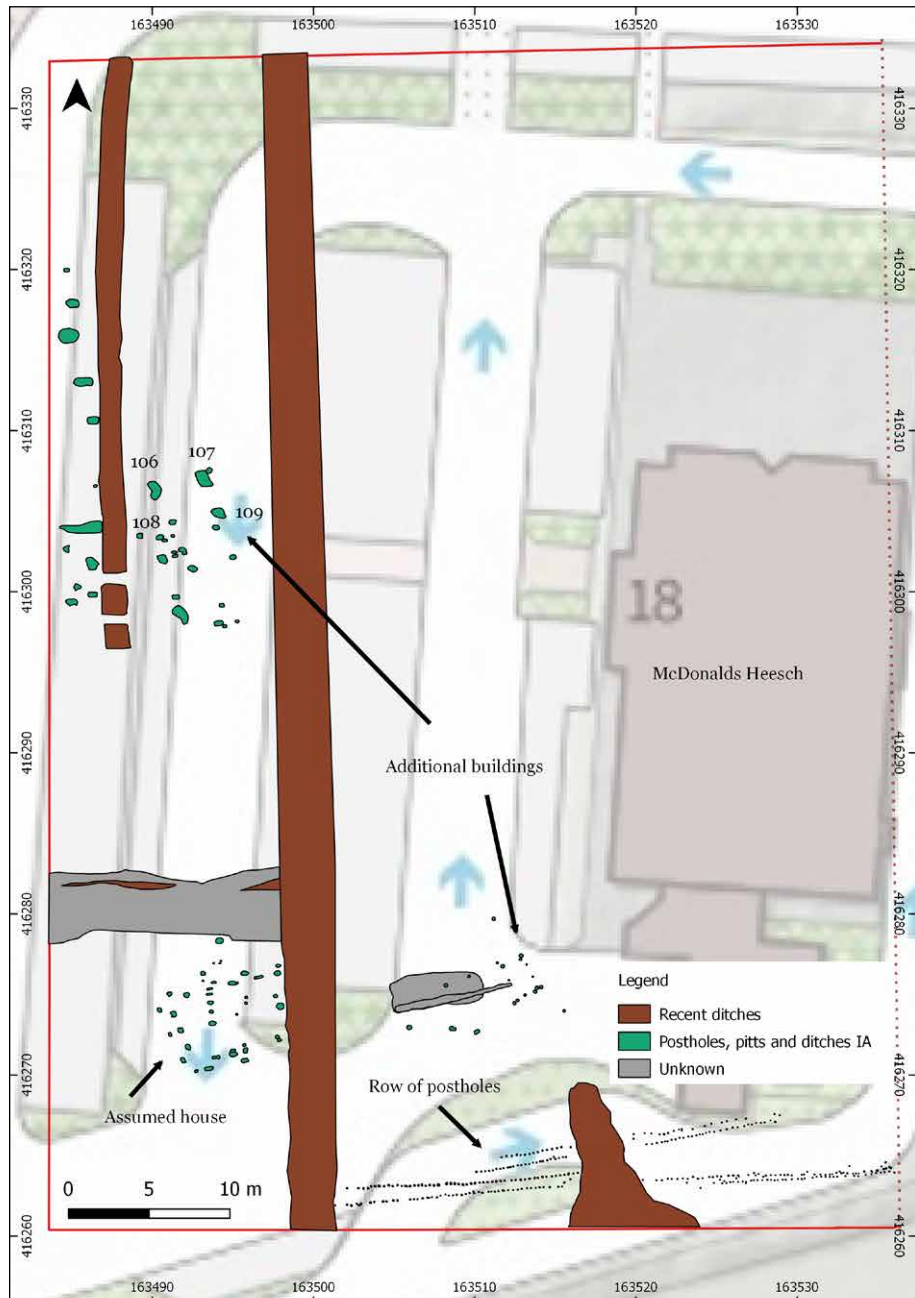 163490 163500 163510 163520 163530
416330 416330
416320 416320
416310 416310
107
106
108
109
416300 416300
18
McDonalds Heesch
416290 416290
Additional buildings
416280 416280
Legend
Recent ditches
Postholes, pitts and ditches IA
Unknown
416270 416270
Row of postholes
Assumed house
0 5 10 m
416260 416260
163490 163500 163510 163520 163530